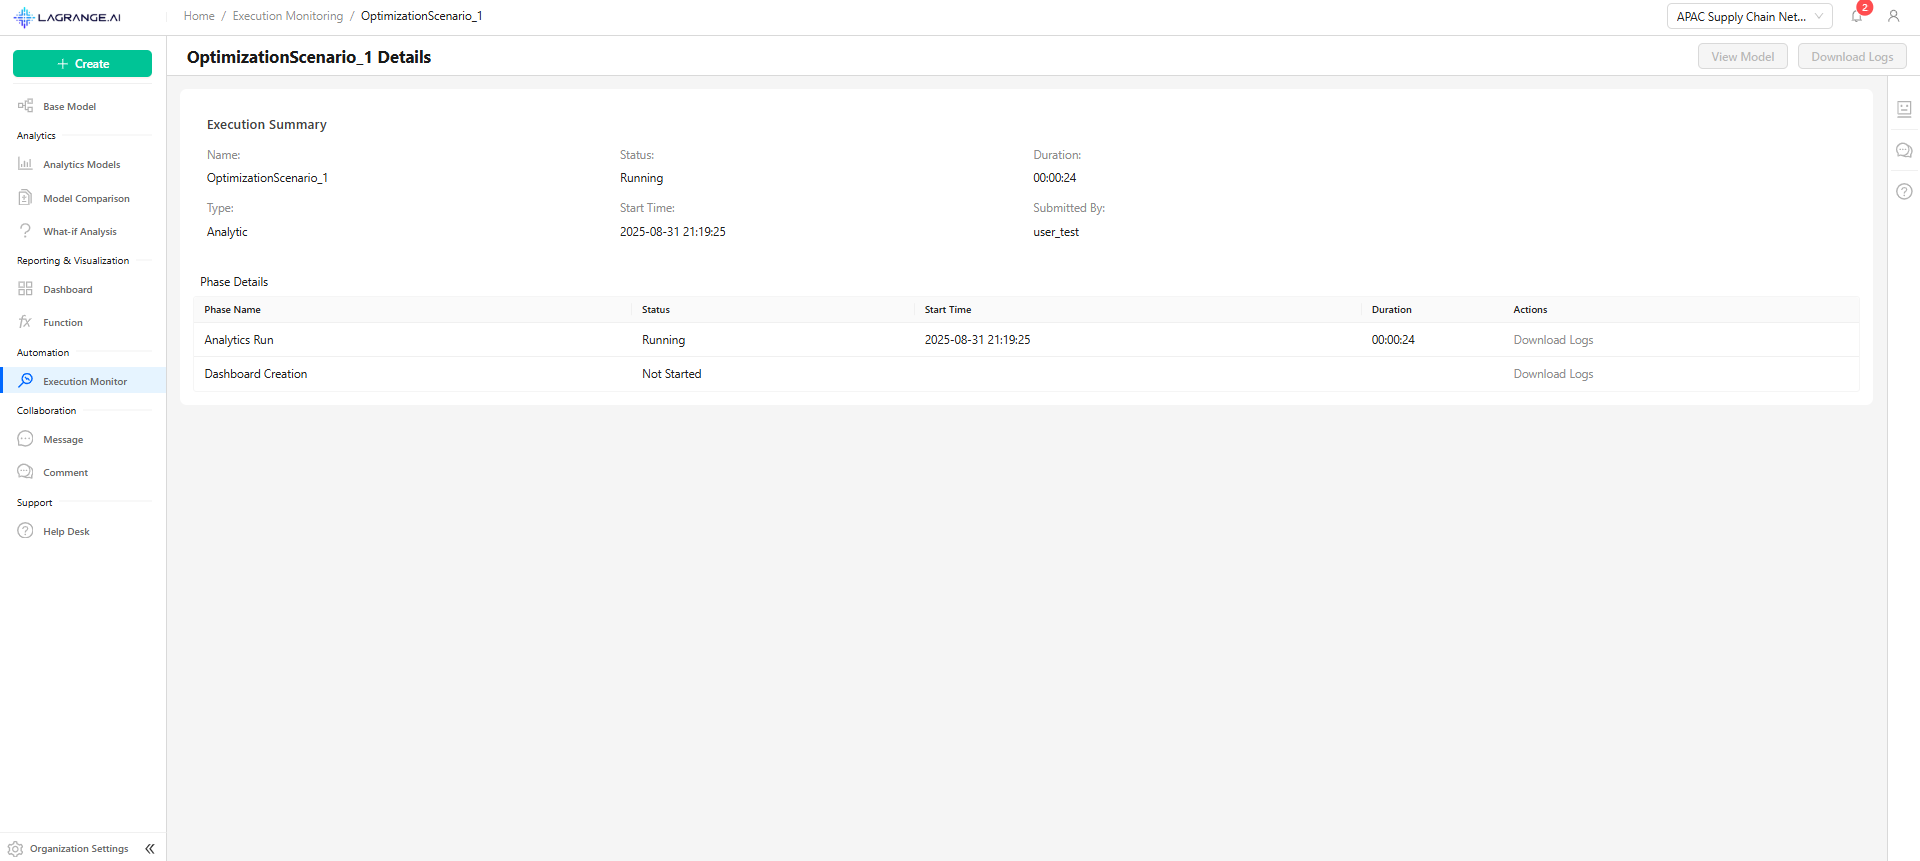 LAGRANGE.AI
Home / Execution Monitoring / OptimizationScenario_1
APAC Supply Chain Net...
2
Create
OptimizationScenario_1 Details
View Model
Download Logs
Base Model
Analytics
Analytics Models
Model Comparison
What-if Analysis
Reporting & Visualization
Dashboard
Function
Automation
Execution Monitor
Collaboration
Message
Comment
Support
Help Desk
Organization Settings
Execution Summary
Name: Status: Duration:
OptimizationScenario_1 Running 00:00:24
Type: Start Time: Submitted By:
Analytic 2025-08-31 21:19:25 user_test
Phase Details
Phase Name Status Start Time Duration Actions
Analytics Run Running 2025-08-31 21:19:25 00:00:24 Download Logs
Dashboard Creation Not Started Download Logs